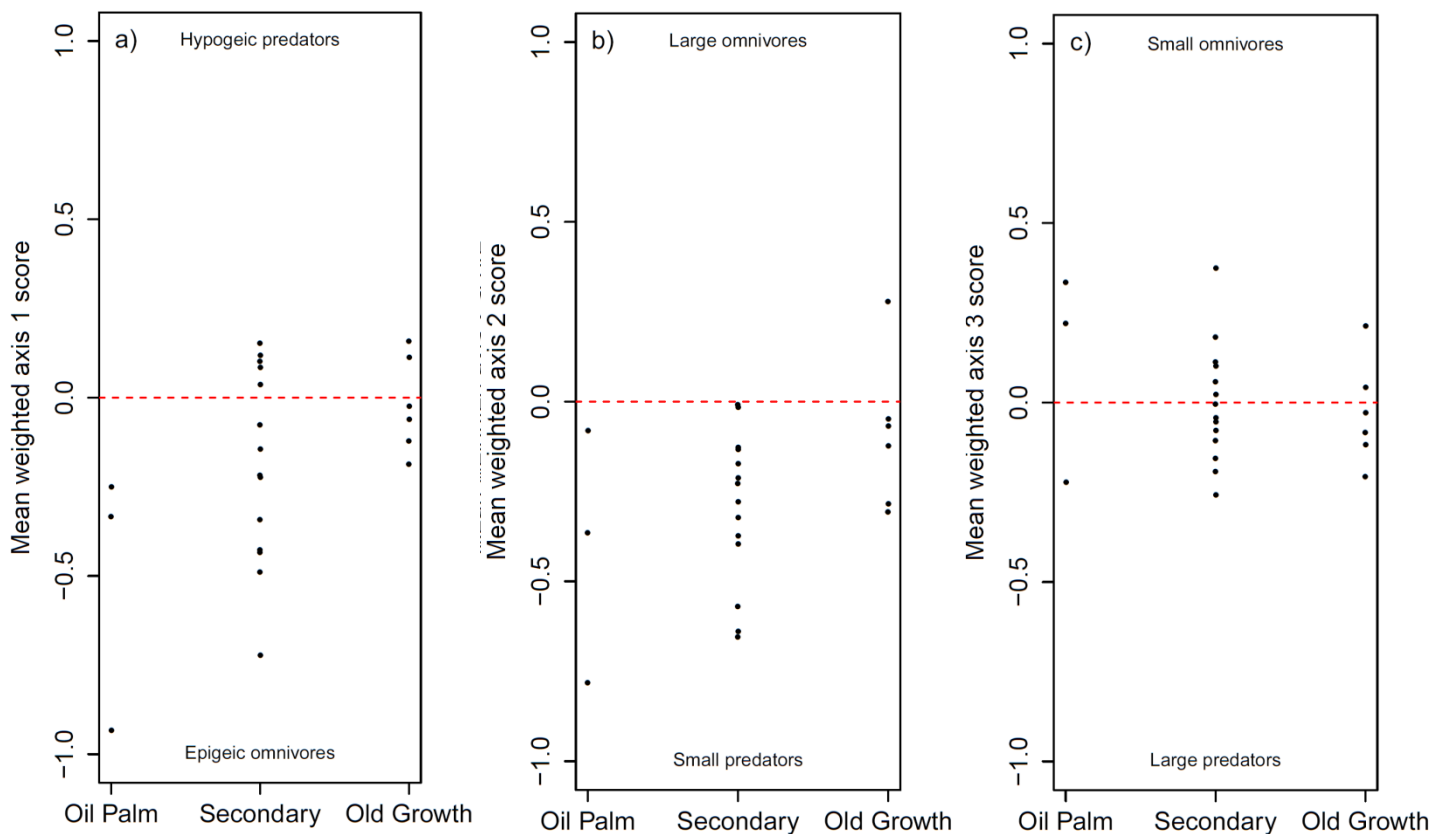 a) Hypogeic predators
Mean weighted axis 1 score
1.0
0.5
0.0
−0.5
−1.0
Epigeic omnivores
Oil Palm Secondary Old Growth
b) Large omnivores
Mean weighted axis 2 score
1.0
0.5
0.0
−0.5
−1.0
Small predators
Oil Palm Secondary Old Growth
c) Small omnivores
Mean weighted axis 3 score
1.0
0.5
0.0
−0.5
−1.0
Large predators
Oil Palm Secondary Old Growth